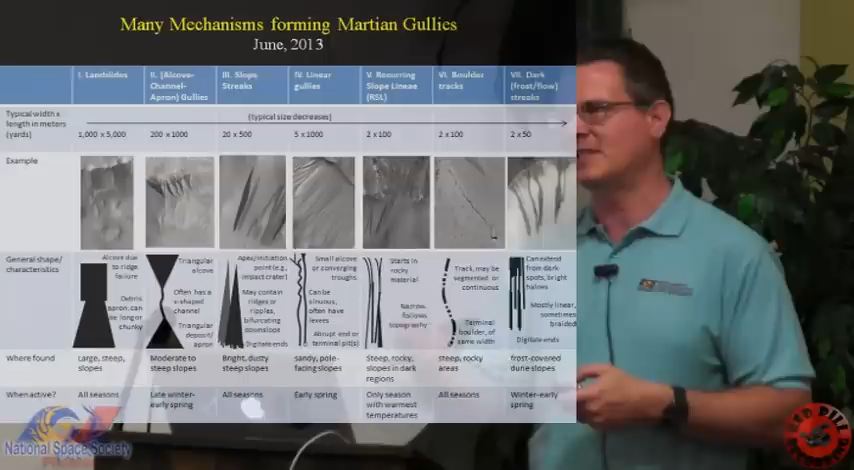 Many Mechanisms forming Martian Gullies
June, 2013
I. Landslides
II. (Alcove-
Channel-
Apron) Gullies
III. Slope
Streaks
IV. Linear
gullies
V. Recurring
Slope Lineae
(RSL)
VI. Boulder
tracks
VII. Dark
(frost/flow)
streaks
Typical width x
length in meters
(yards)
(typical size decreases)
1,000 x 5,000
200 x 1000
20 x 500
5 x 1000
2 x 100
2 x 100
2 x 50
Example
General shape/
characteristics
Alcove due
to ridge
failure
Debris
apron, can
be long or
chunky
Triangular
alcove
Often has a
v-shaped
channel
Triangular
deposit/
apron
Apex/initiation
point (e.g.,
impact crater)
May contain
ridges or
ripples,
bifurcating
downslope
Digitate ends
Small alcove
or converging
troughs
Can be
sinuous,
often have
levees
Abrupt end or
terminal pit(s)
Starts in
rocky
material
Narrow,
follows
topography
Track, may be
segmented or
continuous
Terminal
boulder, of
same width
Can extend
from dark
spots, bright
haloes
Mostly linear,
sometimes
braided
Digitate ends
Where found
Large, steep,
slopes
Moderate to
steep slopes
Bright, dusty
steep slopes
sandy, pole-
facing slopes
Steep, rocky,
slopes in dark
regions
steep, rocky
areas
frost-covered
dune slopes
When active?
All seasons
Late winter-
early spring
All seasons
Early spring
Only season
with warmest
temperatures
All seasons
Winter-early
spring
National Space Society
RED PILL